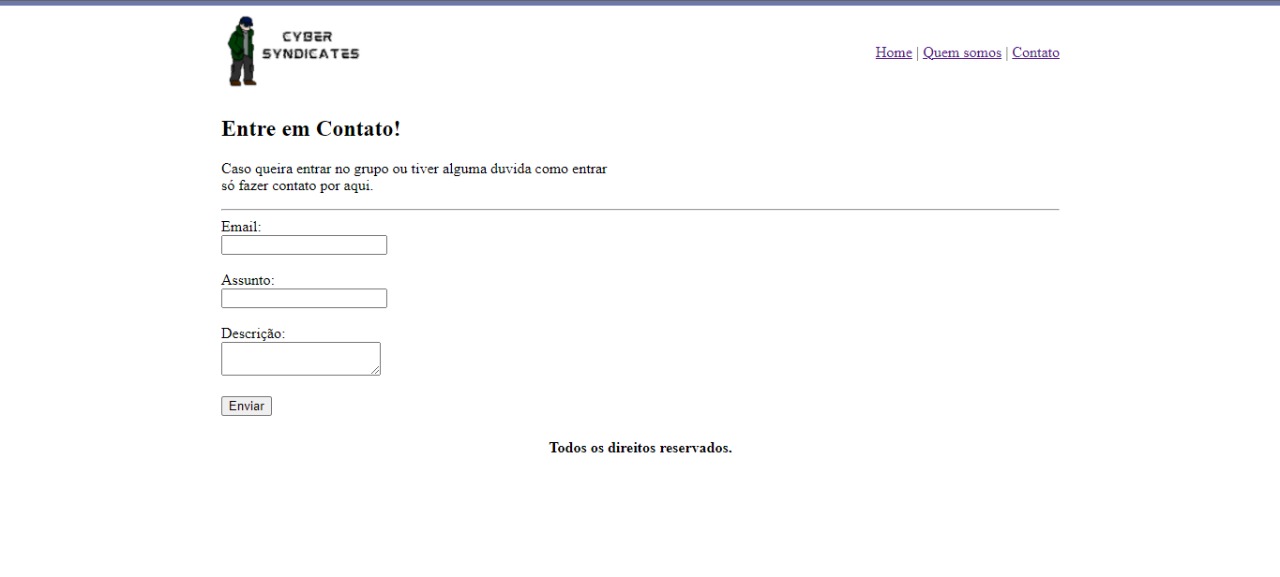 CYBER
SYNDICATES
Home | Quem somos | Contato
Entre em Contato!
Caso queira entrar no grupo ou tiver alguma duvida como entrar
só fazer contato por aqui.
Email:
Assunto:
Descrição:
Enviar
Todos os direitos reservados.